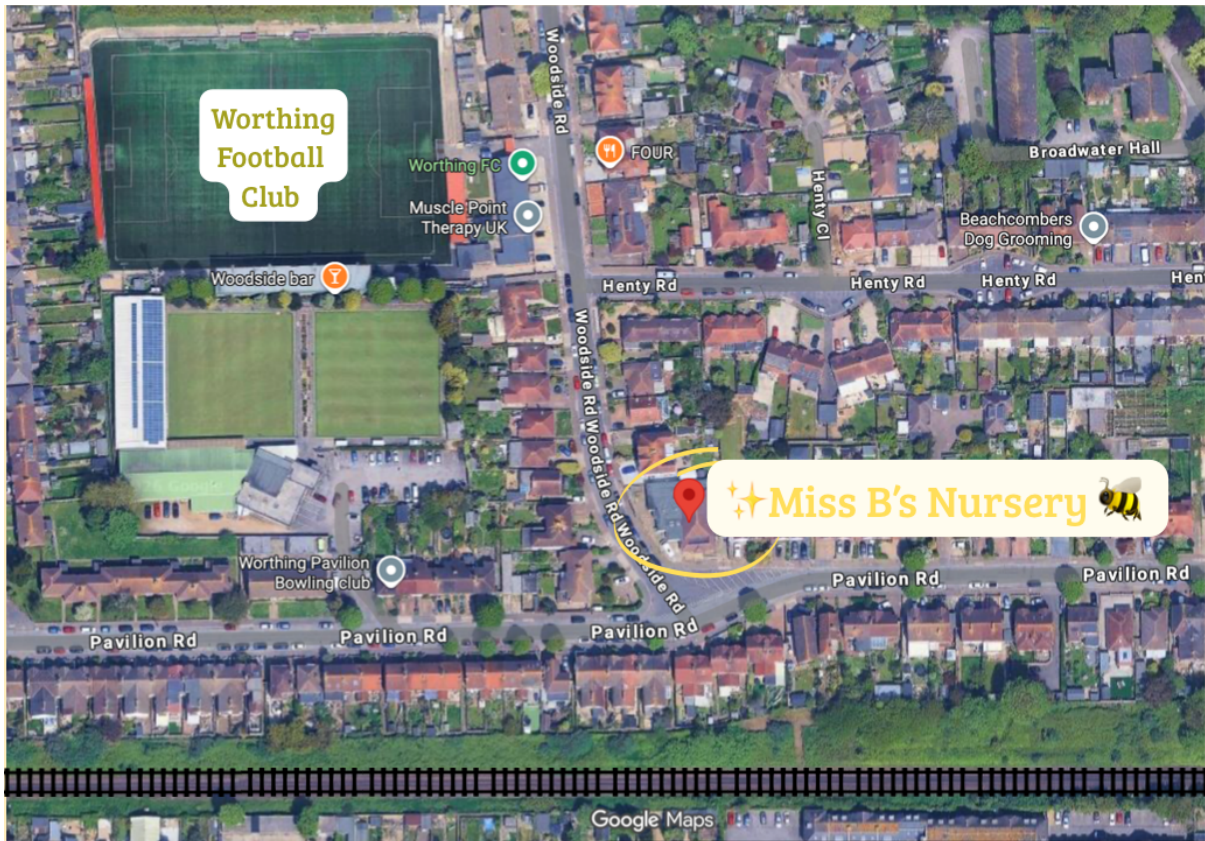 Worthing
Football
Club
Woodside Rd
Worthing FC
FOUR
Broadwater Hall
Muscle Point
Therapy UK
Henty Cl
Beachcombers
Dog Grooming
Woodside bar
Henty Rd
Henty Rd
Henty Rd
Woodside Rd
Woodside Rd
Woodside Rd
✨Miss B's Nursery 🐝
Google
Worthing Pavilion
Bowling club
Pavilion Rd
Pavilion Rd
Pavilion Rd
Pavilion Rd
Pavilion Rd
Google Maps